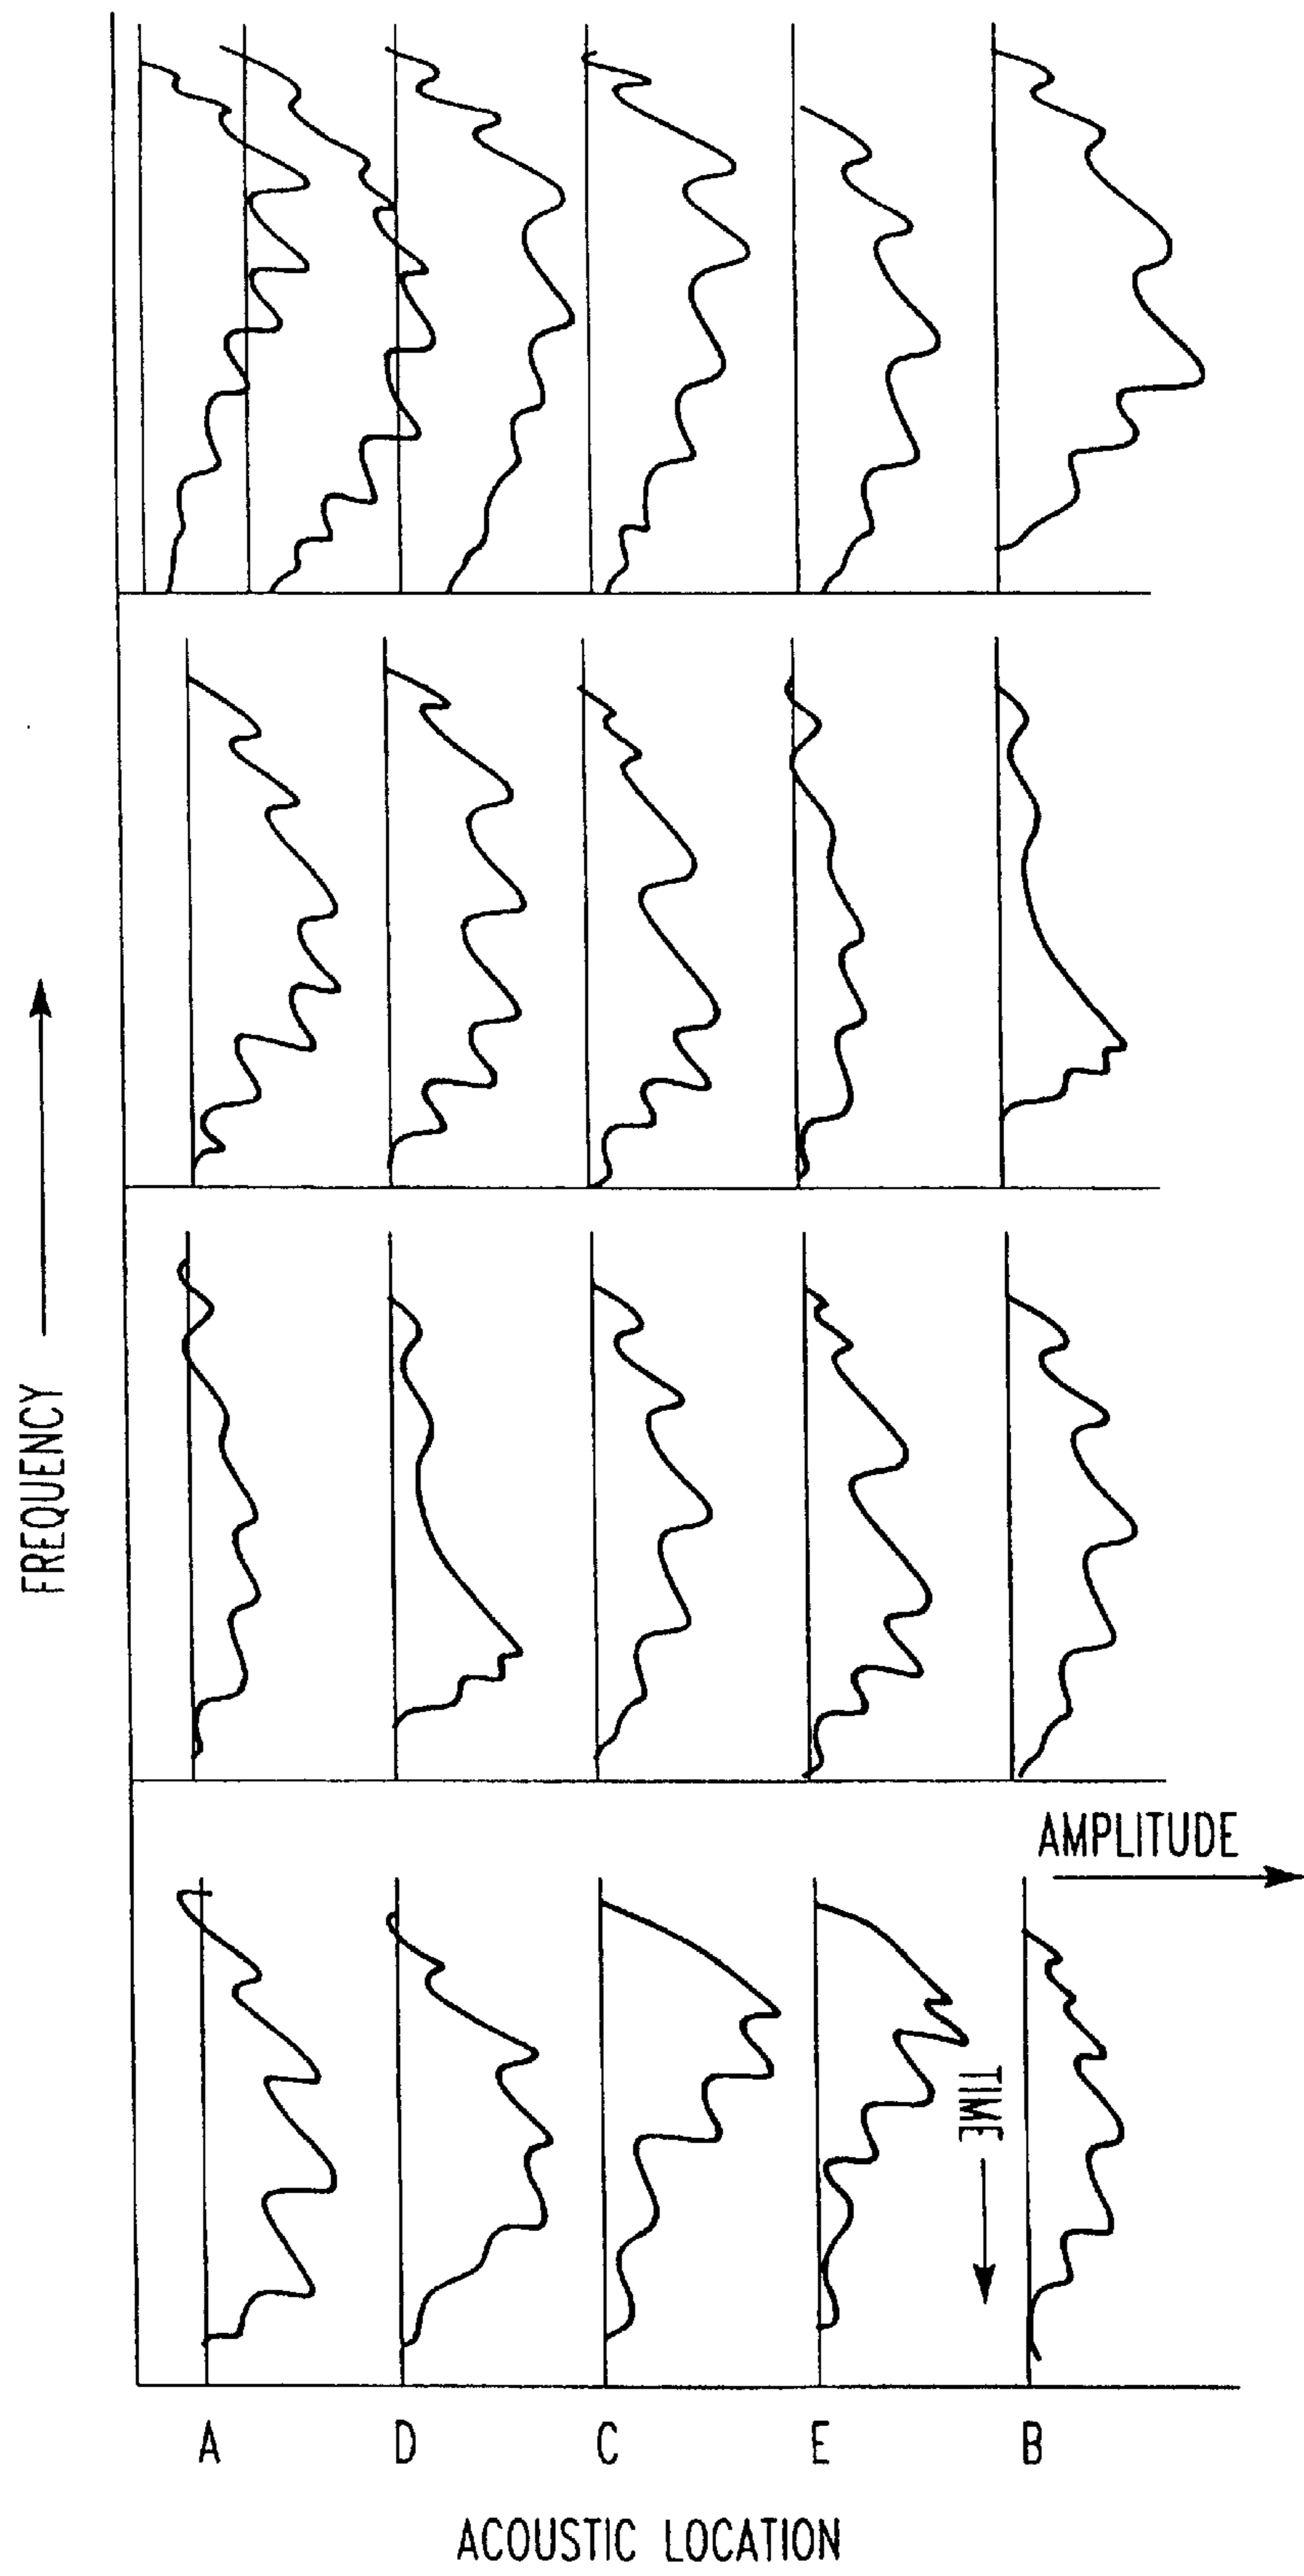 FREQUENCY
AMPLITUDE
TIME
A D C E B
ACOUSTIC LOCATION